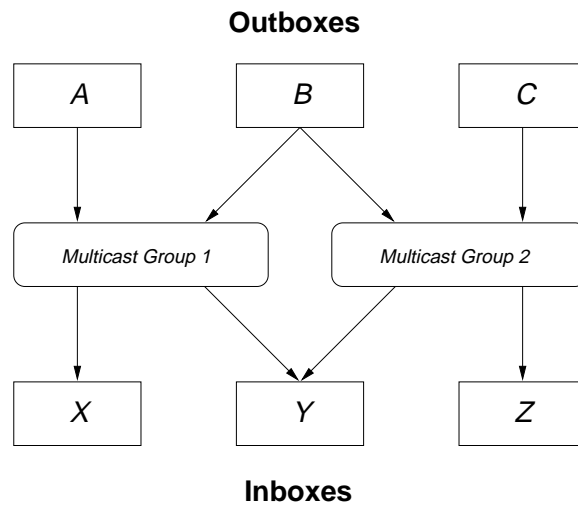 Outboxes
A
B
C
Multicast Group 1
Multicast Group 2
X
Y
Z
Inboxes